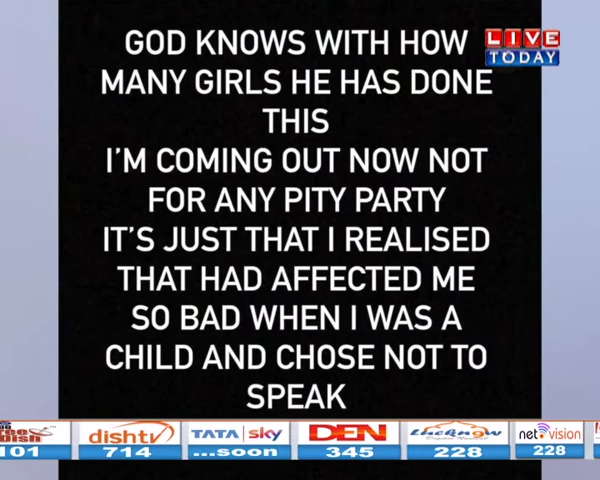 LIVE
TODAY
GOD KNOWS WITH HOW
MANY GIRLS HE HAS DONE
THIS
I'M COMING OUT NOW NOT
FOR ANY PITY PARTY
IT'S JUST THAT I REALISED
THAT HAD AFFECTED ME
SO BAD WHEN I WAS A
CHILD AND CHOSE NOT TO
SPEAK
Dish dishtv TATA sky DEN Lucknow net vision
101 714 ...soon 345 228 228